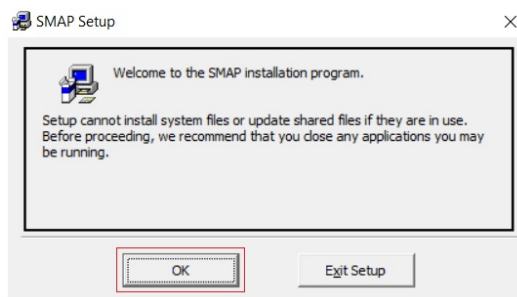 SMAP Setup
Welcome to the SMAP installation program.
Setup cannot install system files or update shared files if they are in use.
Before proceeding, we recommend that you close any applications you may
be running.
OK
Exit Setup